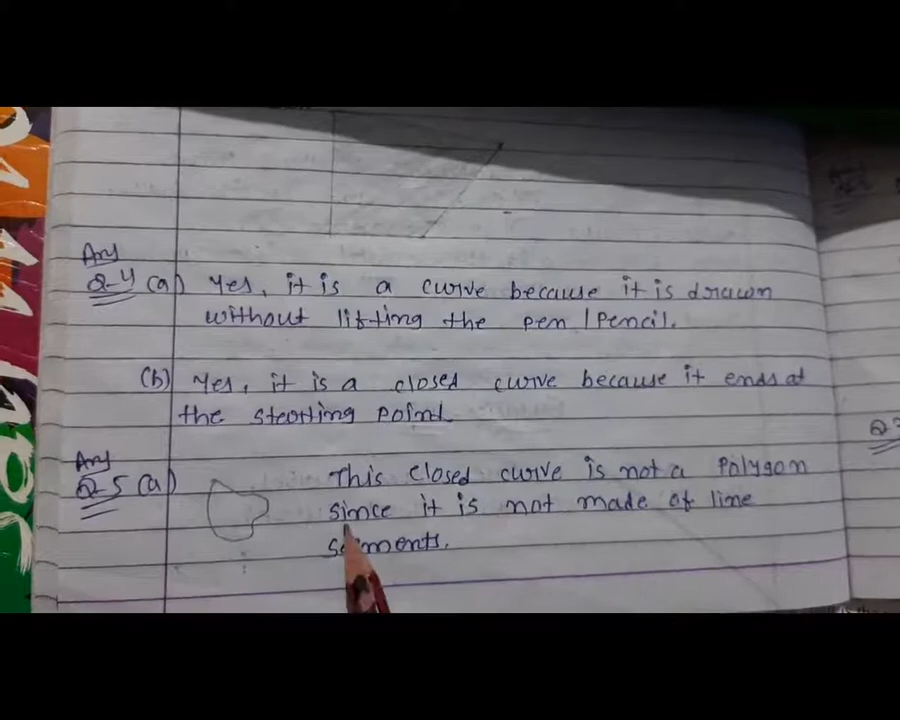 Ans
Q-4 (a) Yes, it is a curve because it is drawn
without lifting the pen / Pencil.
(b) Yes, it is a closed curve because it ends at
the starting point.
Ans
Q-5 (a) This closed curve is not a Polygon
since it is not made of line
segments.